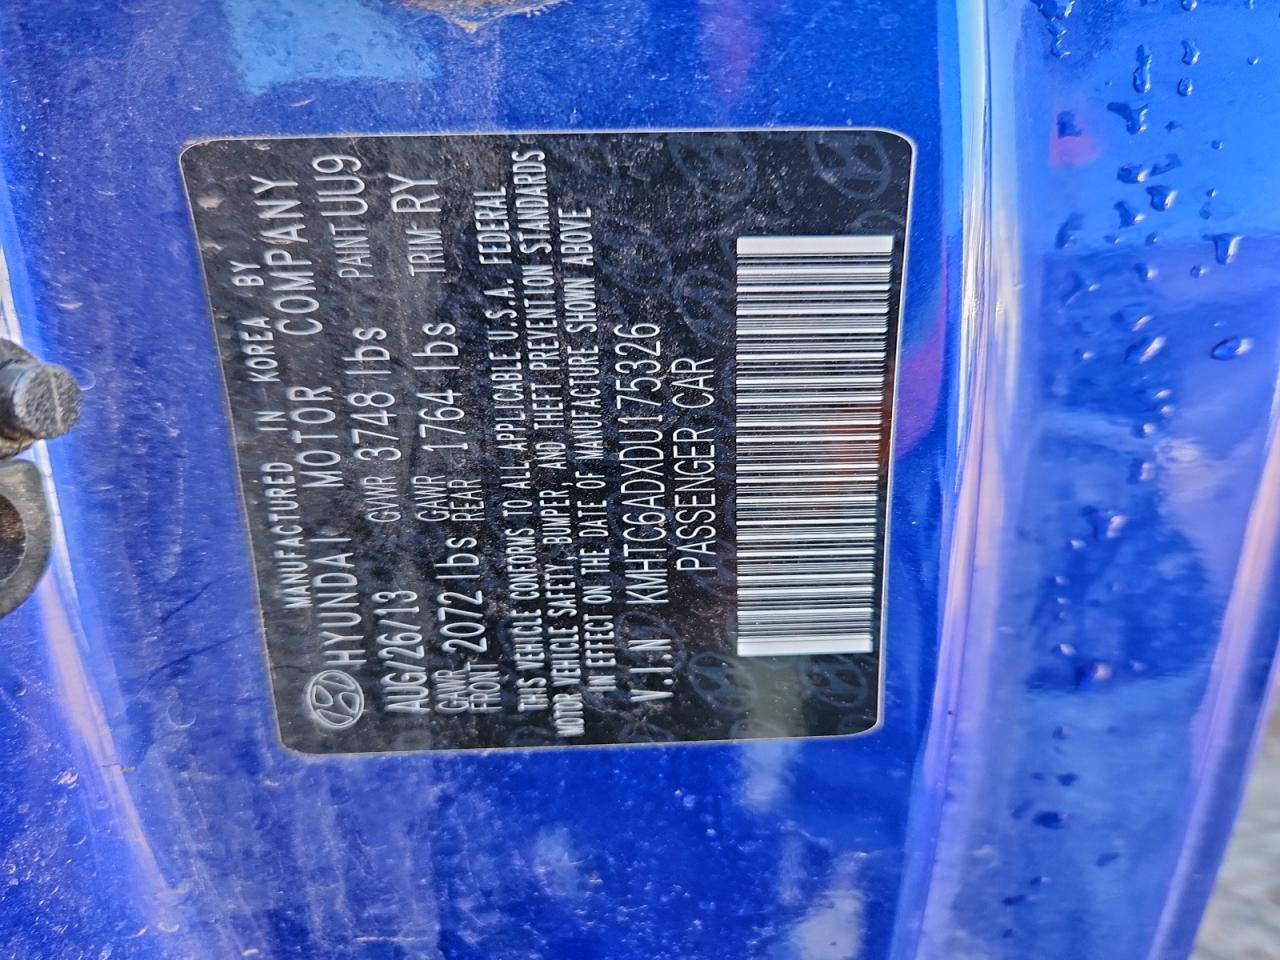 MANUFACTURED IN KOREA BY
HYUNDAI MOTOR COMPANY
AUG/26/13 GVWR 3748 lbs PAINT UU9
GAWR FRONT 2072 lbs GAWR REAR 1764 lbs TRIM RY
THIS VEHICLE CONFORMS TO ALL APPLICABLE U.S.A. FEDERAL
MOTOR VEHICLE SAFETY, BUMPER, AND THEFT PREVENTION STANDARDS
IN EFFECT ON THE DATE OF MANUFACTURE SHOWN ABOVE
V.I.N KMHTC6ADXDU175326
PASSENGER CAR